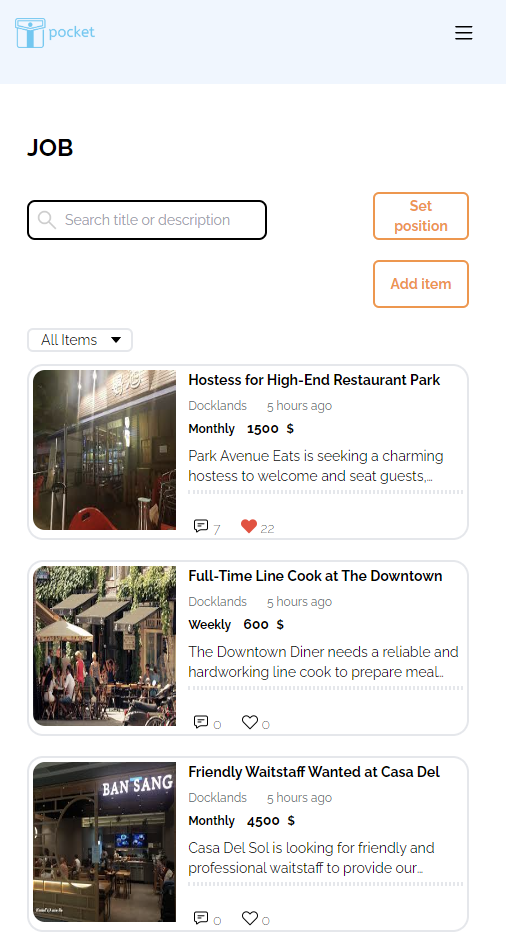 pocket
JOB
Search title or description
Set
position
Add item
All Items
Hostess for High-End Restaurant Park
Docklands 5 hours ago
Monthly 1500 $
Park Avenue Eats is seeking a charming
hostess to welcome and seat guests,...
7 22
Full-Time Line Cook at The Downtown
Docklands 5 hours ago
Weekly 600 $
The Downtown Diner needs a reliable and
hardworking line cook to prepare meal...
0 0
BAN SANG
Friendly Waitstaff Wanted at Casa Del
Docklands 5 hours ago
Monthly 4500 $
Casa Del Sol is looking for friendly and
professional waitstaff to provide our...
0 0